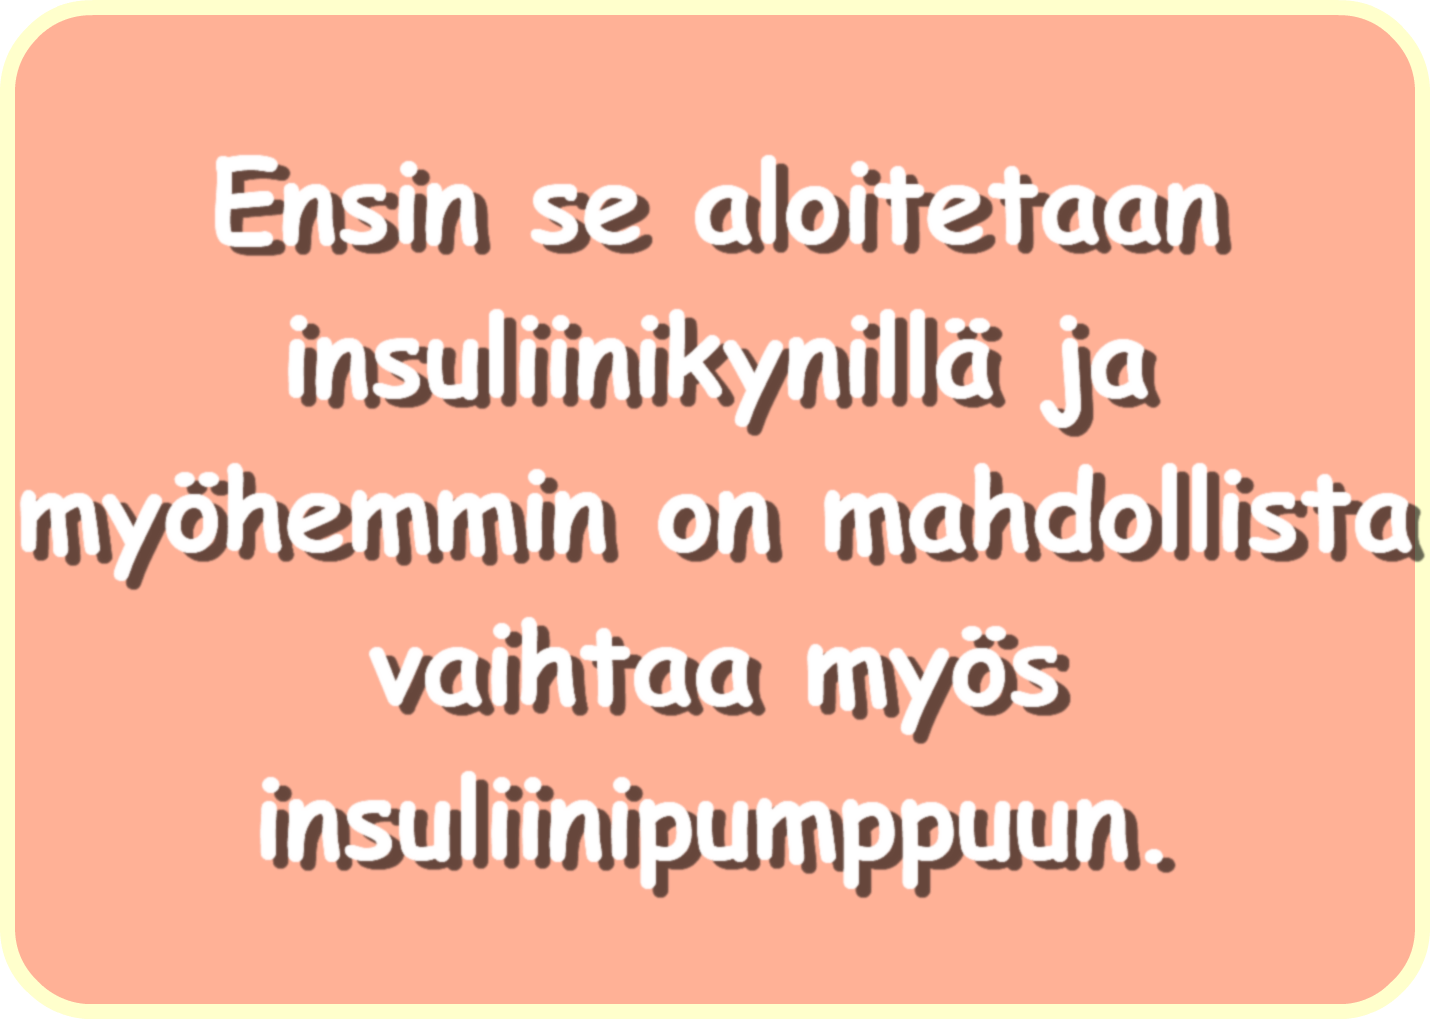 Ensin se aloitetaan
insuliinikynillä ja
myöhemmin on mahdollista
vaihtaa myös
insuliinipumppuun.